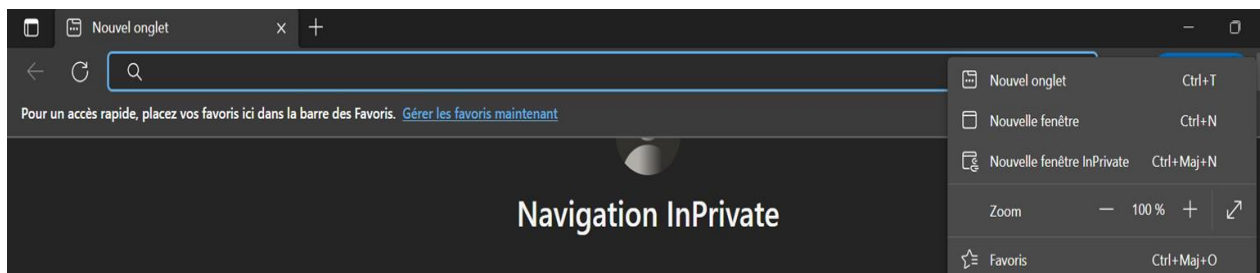 Nouvel onglet
Pour un accès rapide, placez vos favoris ici dans la barre des Favoris. Gérer les favoris maintenant
Navigation InPrivate
Nouvel onglet Ctrl+T
Nouvelle fenêtre Ctrl+N
Nouvelle fenêtre InPrivate Ctrl+Maj+N
Zoom 100 %
Favoris Ctrl+Maj+O